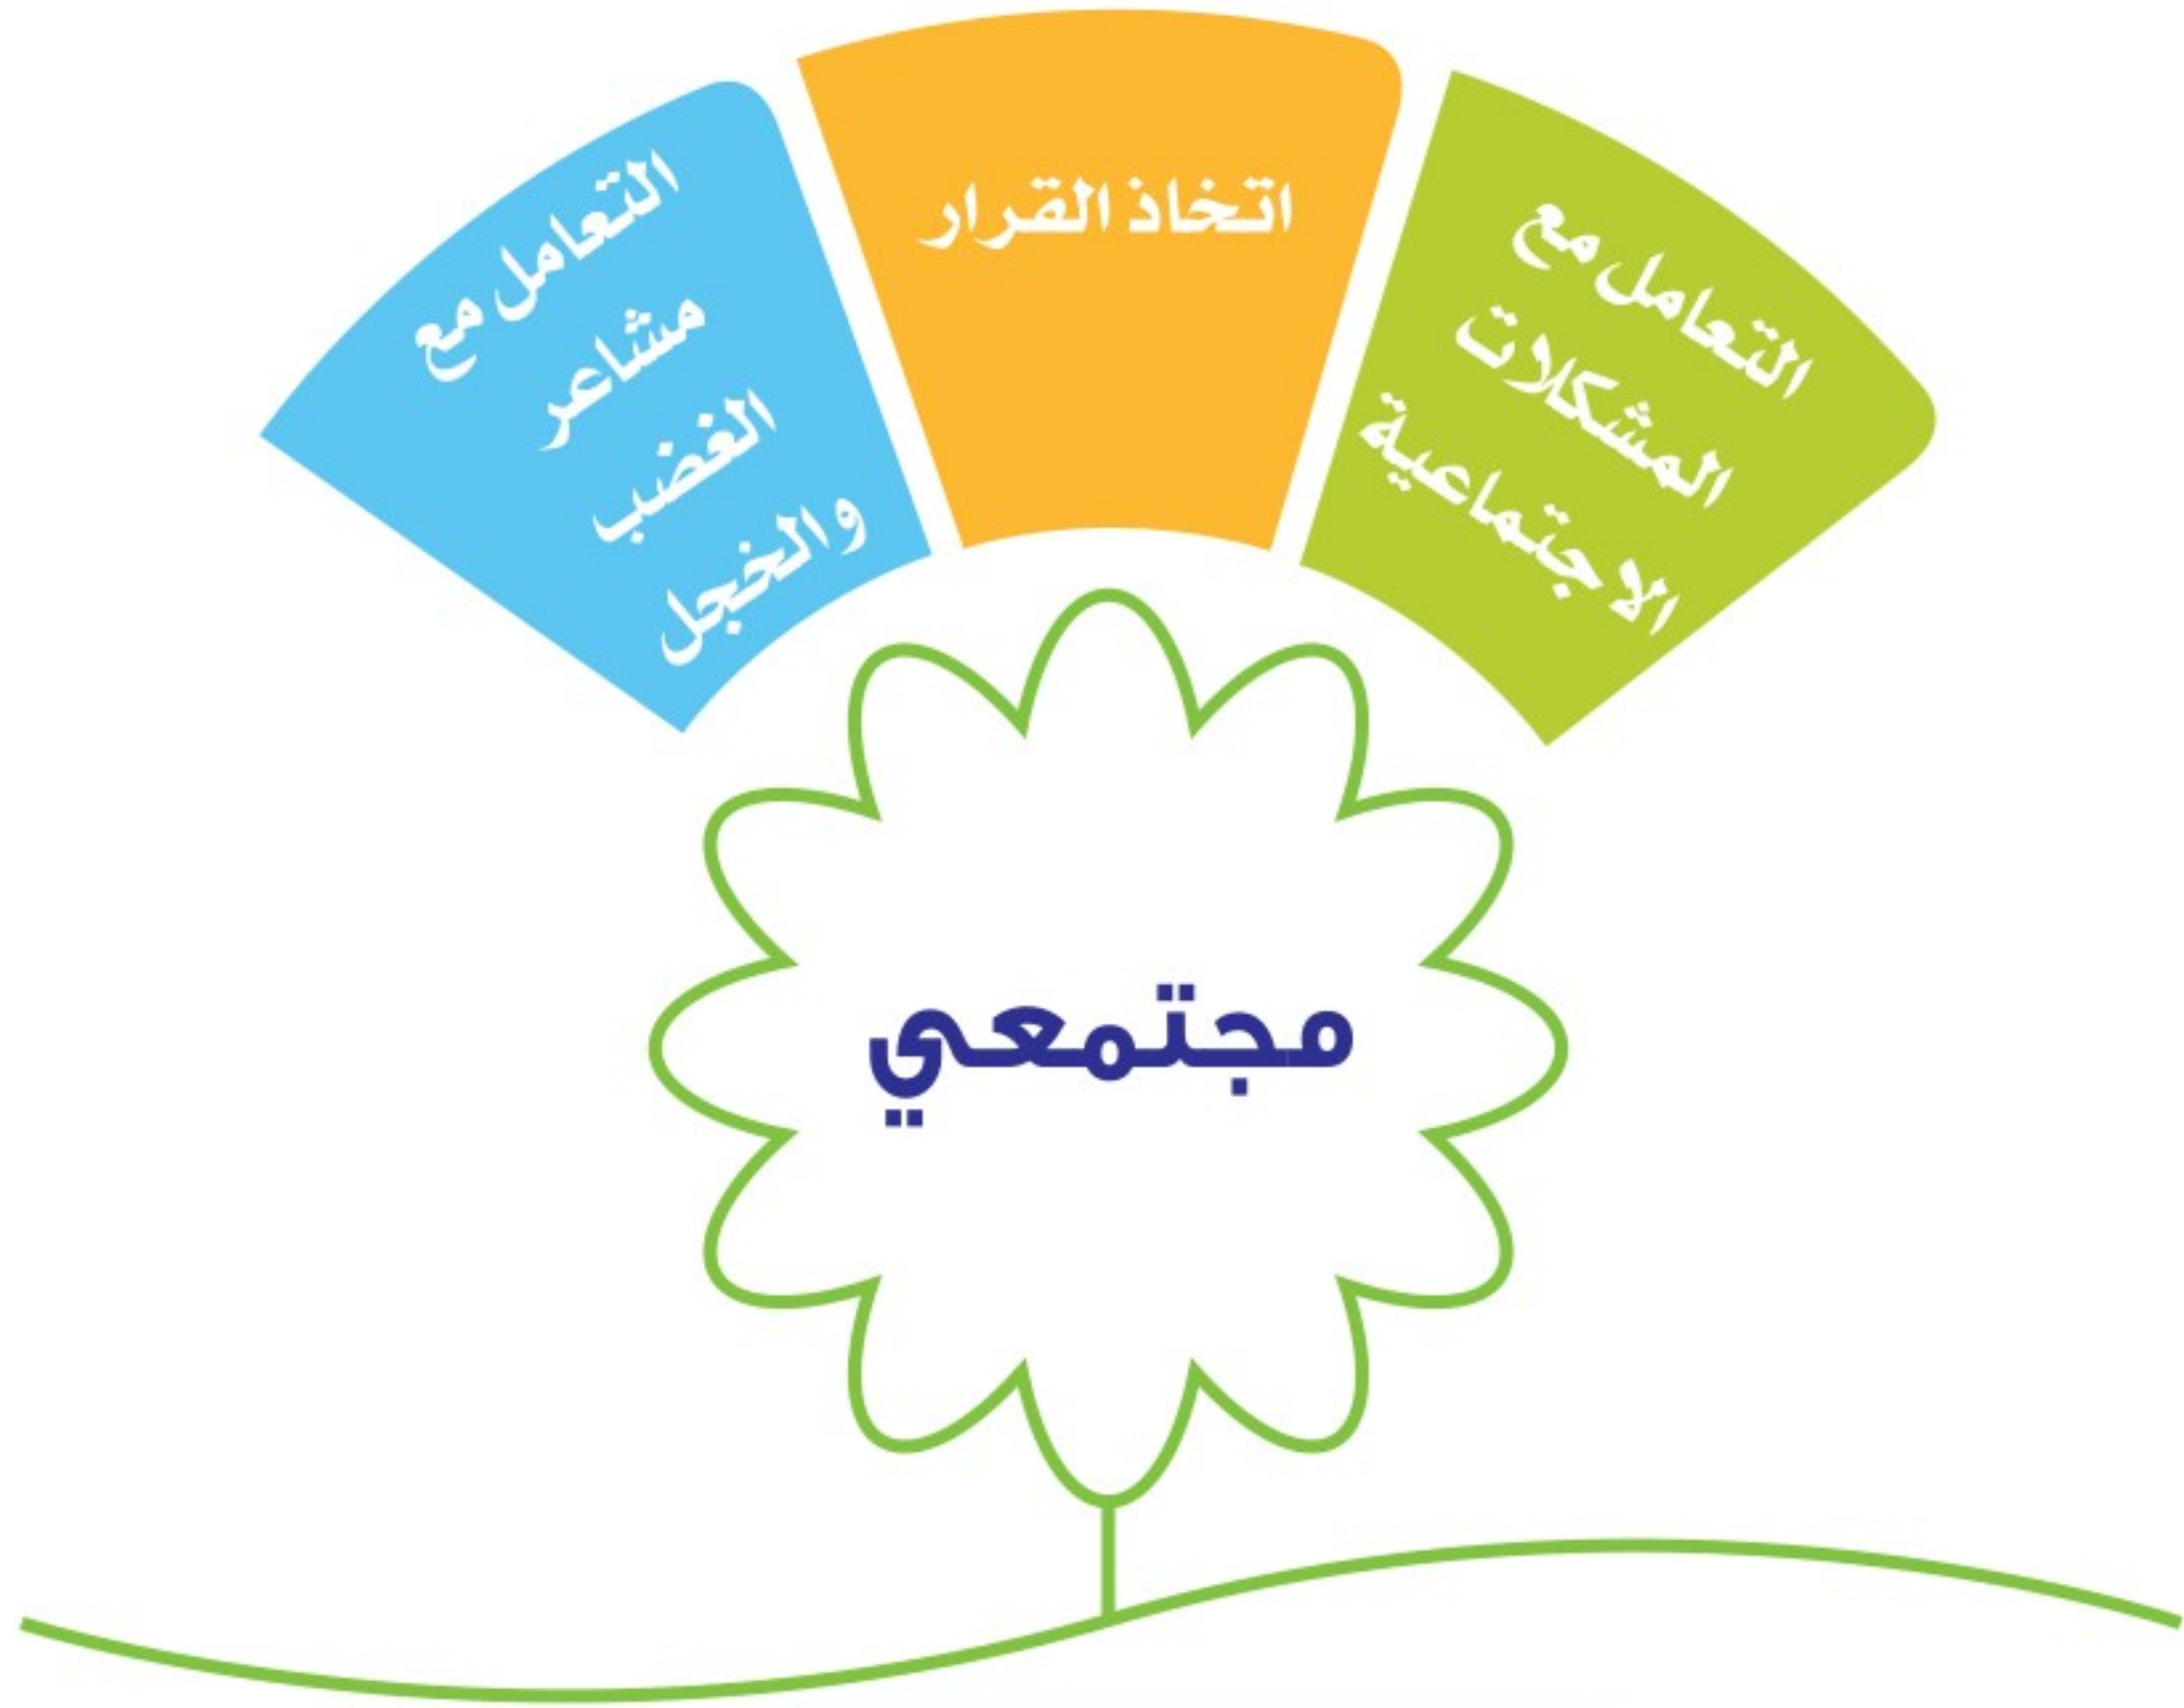 التعامل مع
المشكلات
الاجتماعية
اتخاذ القرار
التعامل مع
مشاعر
الغضب
والخجل
مجتمعي